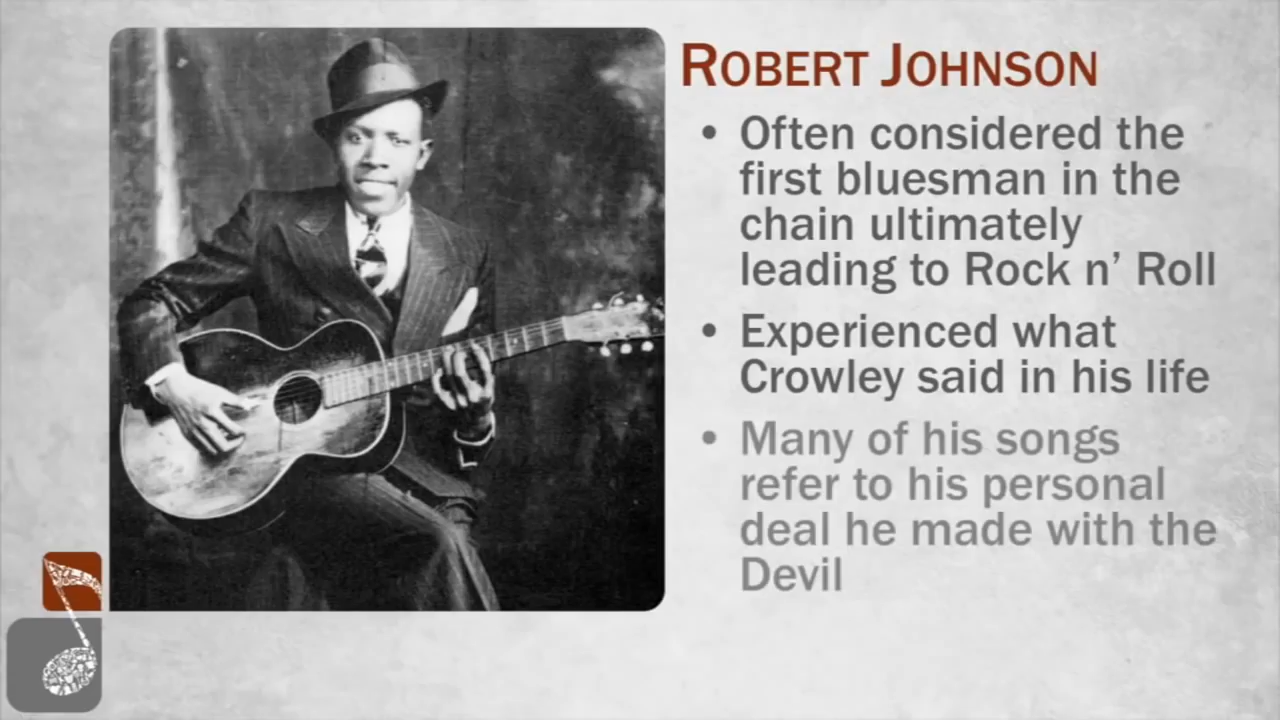 ROBERT JOHNSON
• Often considered the
first bluesman in the
chain ultimately
leading to Rock n’ Roll
• Experienced what
Crowley said in his life
• Many of his songs
refer to his personal
deal he made with the
Devil